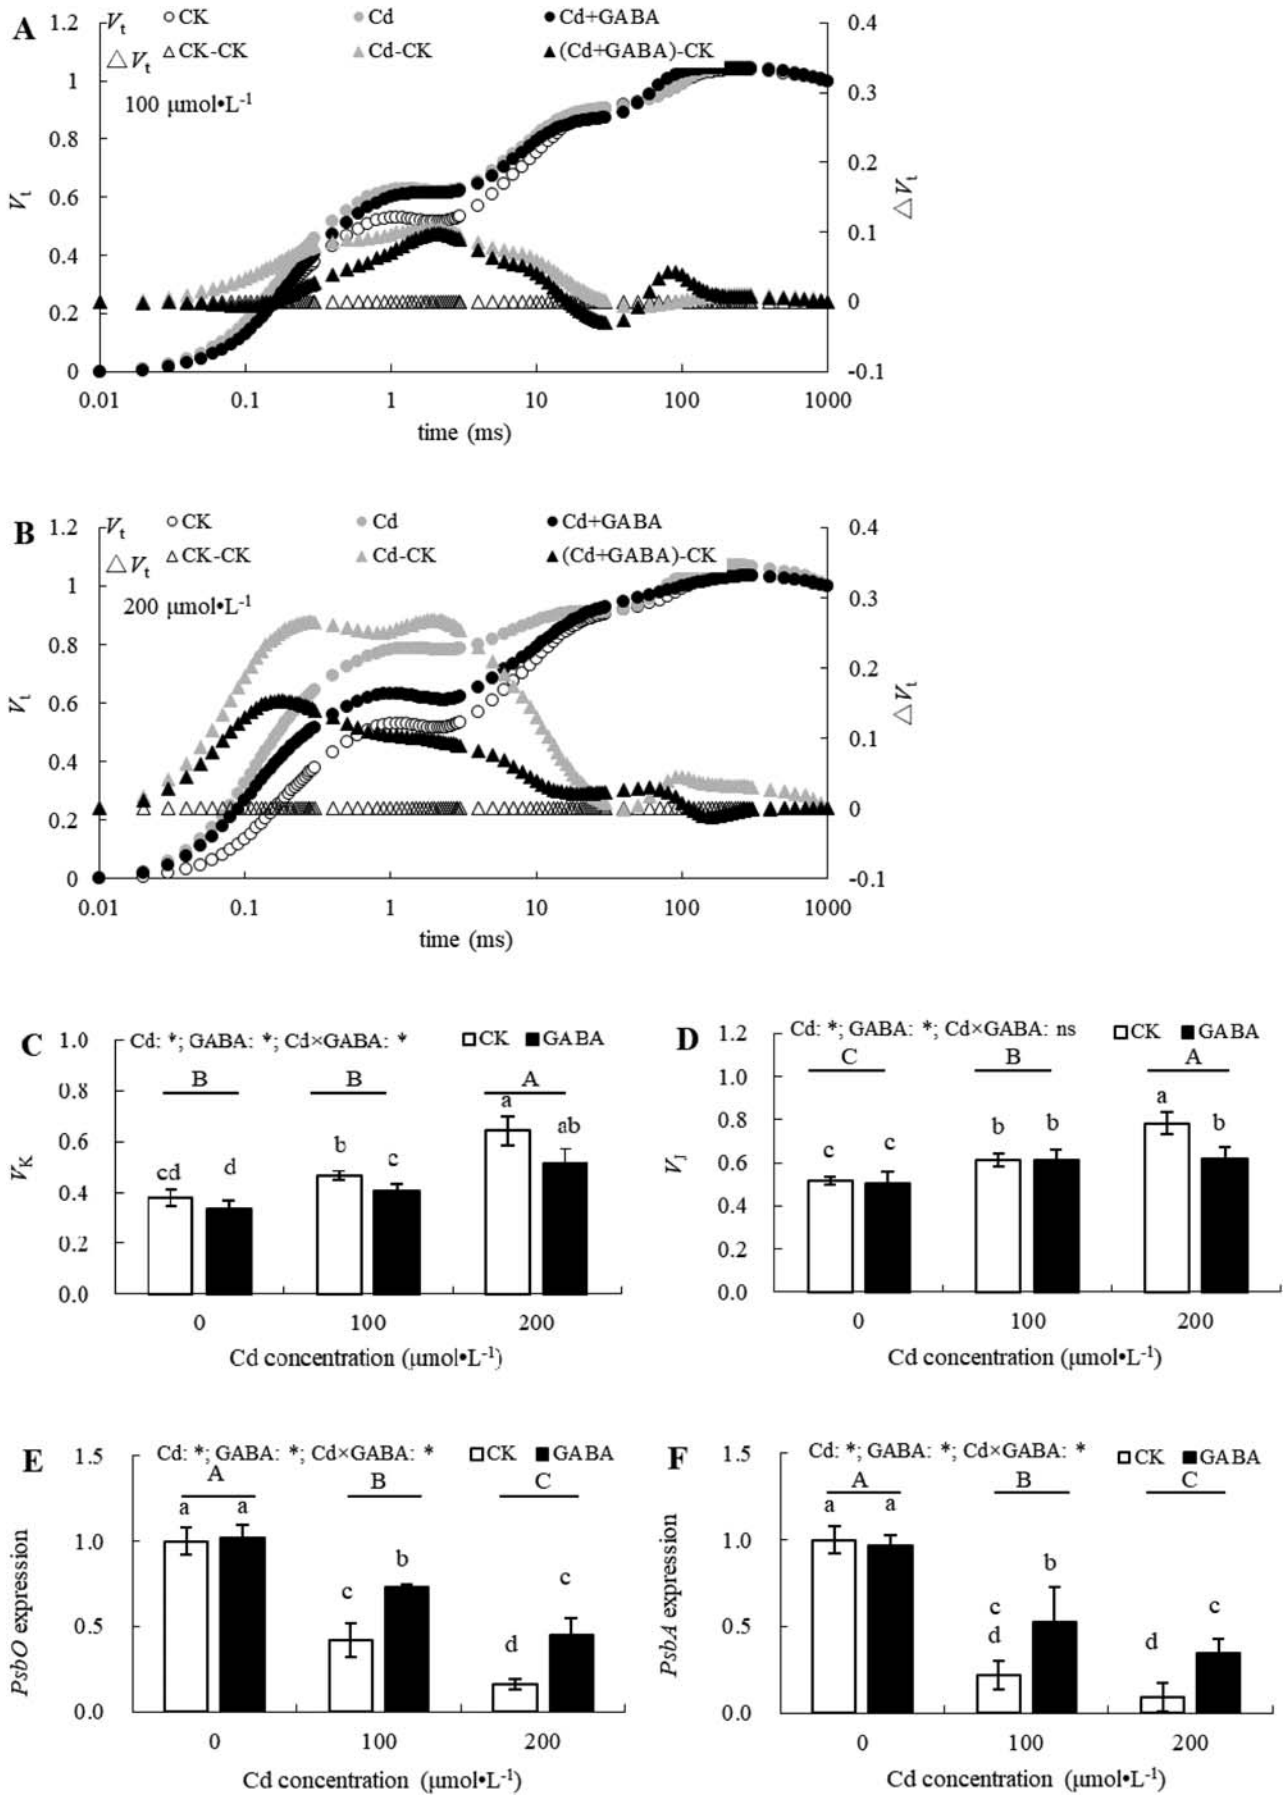 A
Vt ○ CK ● Cd ● Cd+GABA
△Vt △ CK-CK ▲ Cd-CK ▲ (Cd+GABA)-CK
100 μmol•L-1
1.2
1
0.8
0.6
0.4
0.2
0
Vt
0.4
0.3
0.2
0.1
0
-0.1
△Vt
0.01 0.1 1 10 100 1000
time (ms)
B
Vt ○ CK ● Cd ● Cd+GABA
△Vt △ CK-CK ▲ Cd-CK ▲ (Cd+GABA)-CK
200 μmol•L-1
1.2
1
0.8
0.6
0.4
0.2
0
Vt
0.4
0.3
0.2
0.1
0
-0.1
△Vt
0.01 0.1 1 10 100 1000
time (ms)
C
Cd: *; GABA: *; Cd×GABA: * CK GABA
B B A
cd d b c a ab
1.0
0.8
0.6
0.4
0.2
0.0
VK
0 100 200
Cd concentration (μmol•L-1)
D
Cd: *; GABA: *; Cd×GABA: ns CK GABA
C B A
c c b b a b
1.2
1.0
0.8
0.6
0.4
0.2
0.0
VJ
0 100 200
Cd concentration (μmol•L-1)
E
Cd: *; GABA: *; Cd×GABA: * CK GABA
A B C
a a c b d c
1.5
1.0
0.5
0.0
PsbO expression
0 100 200
Cd concentration (μmol•L-1)
F
Cd: *; GABA: *; Cd×GABA: * CK GABA
A B C
a a c d b d c
1.5
1.0
0.5
0.0
PsbA expression
0 100 200
Cd concentration (μmol•L-1)